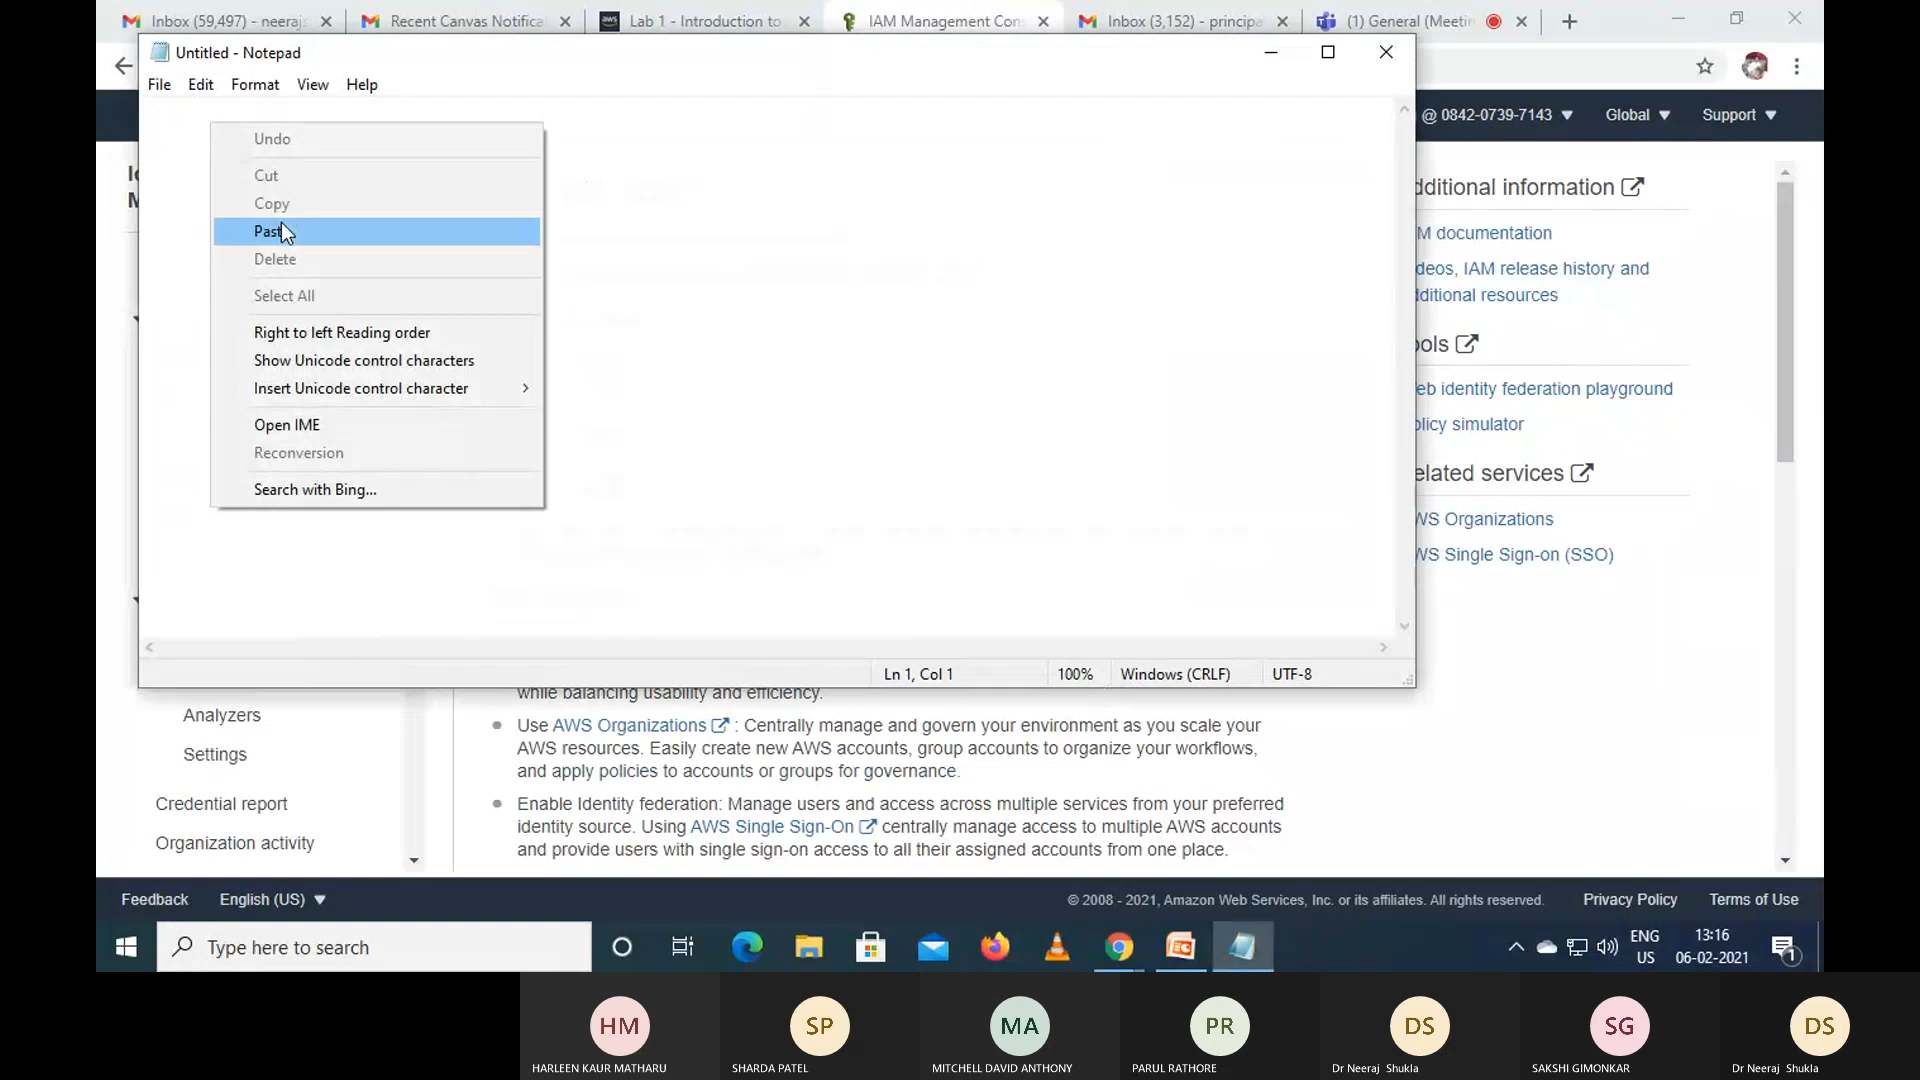 Inbox (59,497) - neeraj
Recent Canvas Notifica
Lab 1 - Introduction to
IAM Management Con
Inbox (3,152) - principa
(1) General (Meetin
Untitled - Notepad
File Edit Format View Help
@ 0842-0739-7143 Global Support
Undo
Cut
Copy
Past
Delete
Select All
Right to left Reading order
Show Unicode control characters
Insert Unicode control character
Open IME
Reconversion
Search with Bing...
dditional information
M documentation
deos, IAM release history and
dditional resources
ools
eb identity federation playground
olicy simulator
elated services
WS Organizations
WS Single Sign-on (SSO)
Ln 1, Col 1 100% Windows (CRLF) UTF-8
while balancing usability and efficiency.
Analyzers
Settings
Credential report
Organization activity
Use AWS Organizations : Centrally manage and govern your environment as you scale your
AWS resources. Easily create new AWS accounts, group accounts to organize your workflows,
and apply policies to accounts or groups for governance.
Enable Identity federation: Manage users and access across multiple services from your preferred
identity source. Using AWS Single Sign-On centrally manage access to multiple AWS accounts
and provide users with single sign-on access to all their assigned accounts from one place.
Feedback English (US) © 2008 - 2021, Amazon Web Services, Inc. or its affiliates. All rights reserved. Privacy Policy Terms of Use
Type here to search
ENG
US
13:16
06-02-2021
1
HM SP MA PR DS SG DS
HARLEEN KAUR MATHARU SHARDA PATEL MITCHELL DAVID ANTHONY PARUL RATHORE Dr Neeraj Shukla SAKSHI GIMONKAR Dr Neeraj Shukla